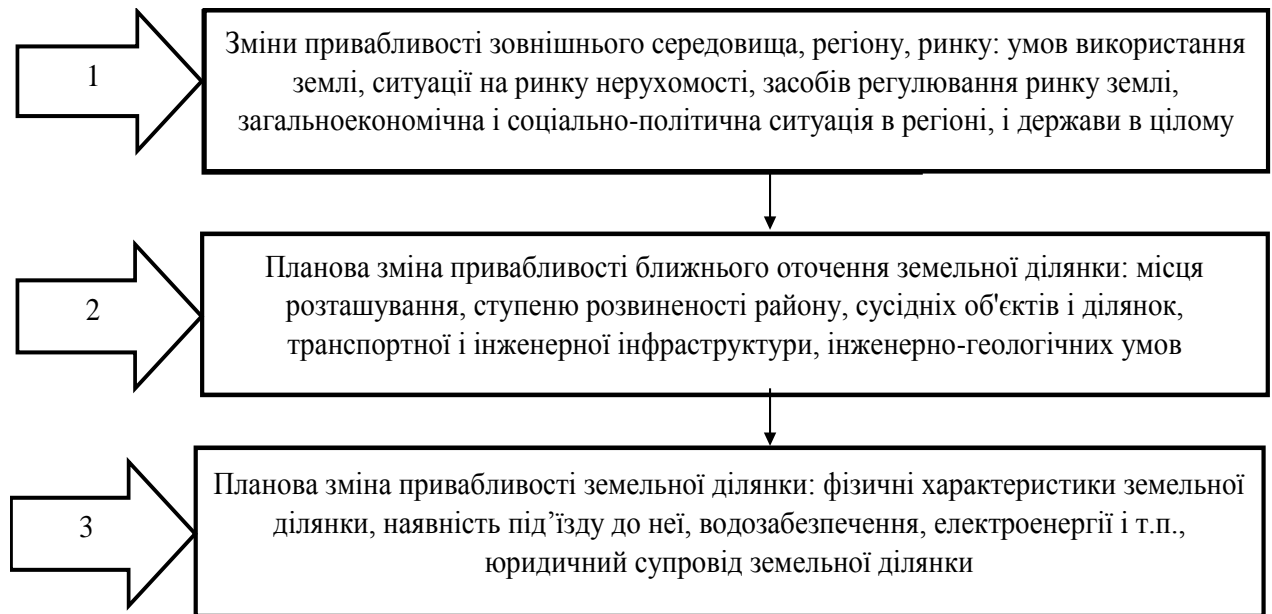 1
Зміни привабливості зовнішнього середовища, регіону, ринку: умов використання
землі, ситуації на ринку нерухомості, засобів регулювання ринку землі,
загальноекономічна і соціально-політична ситуація в регіоні, і держави в цілому
2
Планова зміна привабливості ближнього оточення земельної ділянки: місця
розташування, ступеню розвиненості району, сусідніх об'єктів і ділянок,
транспортної і інженерної інфраструктури, інженерно-геологічних умов
3
Планова зміна привабливості земельної ділянки: фізичні характеристики земельної
ділянки, наявність під’їзду до неї, водозабезпечення, електроенергії і т.п.,
юридичний супровід земельної ділянки